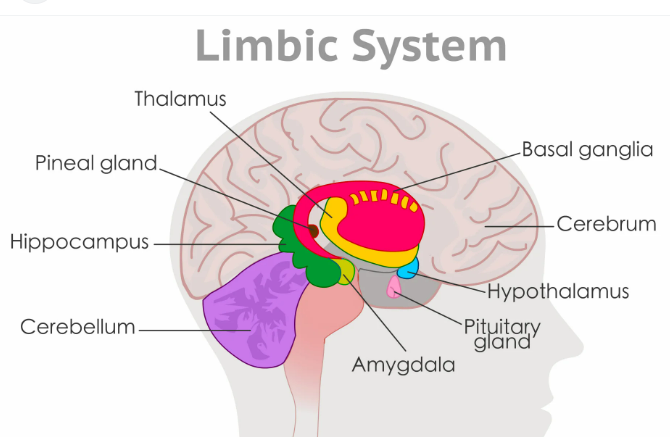 Limbic System
Thalamus
Basal ganglia
Pineal gland
Cerebrum
Hippocampus
Hypothalamus
Cerebellum
Pituitary
gland
Amygdala